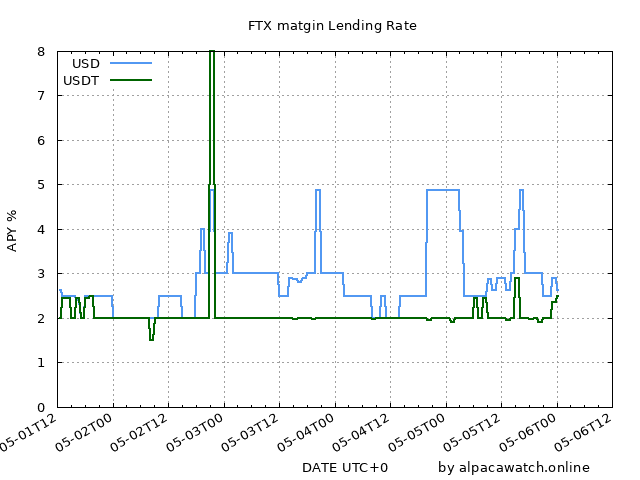 FTX matgin Lending Rate
8
7
6
5
4
3
2
1
0
APY %
USD
USDT
05-01T12
05-02T00
05-02T12
05-03T00
05-03T12
05-04T00
05-04T12
05-05T00
05-05T12
05-06T00
05-06T12
DATE UTC+0
by alpacawatch.online